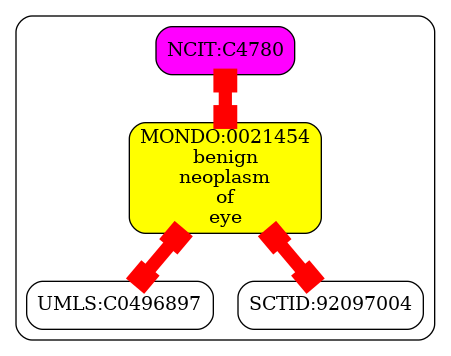 NCIT:C4780
MONDO:0021454
benign
neoplasm
of
eye
UMLS:C0496897
SCTID:92097004